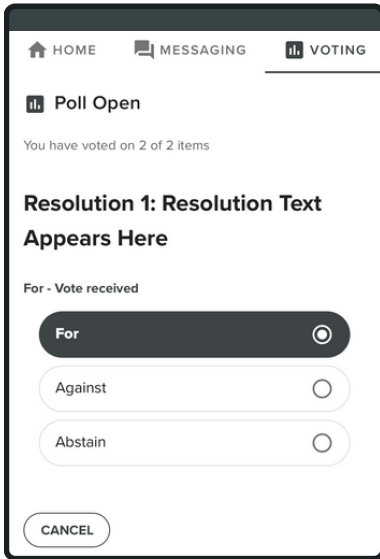 HOME MESSAGING VOTING
Poll Open
You have voted on 2 of 2 items
Resolution 1: Resolution Text
Appears Here
For - Vote received
For
Against
Abstain
CANCEL